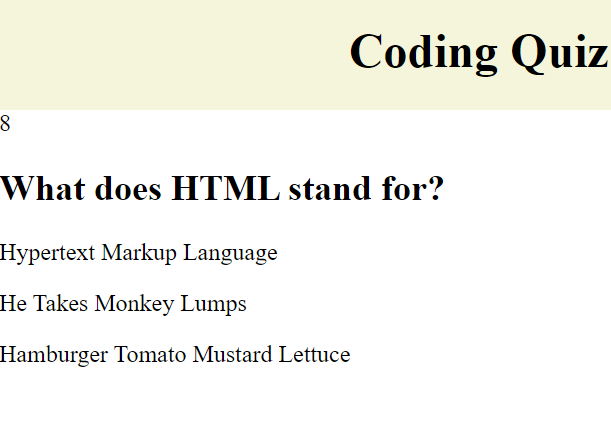 Coding Quiz
8
What does HTML stand for?
Hypertext Markup Language
He Takes Monkey Lumps
Hamburger Tomato Mustard Lettuce